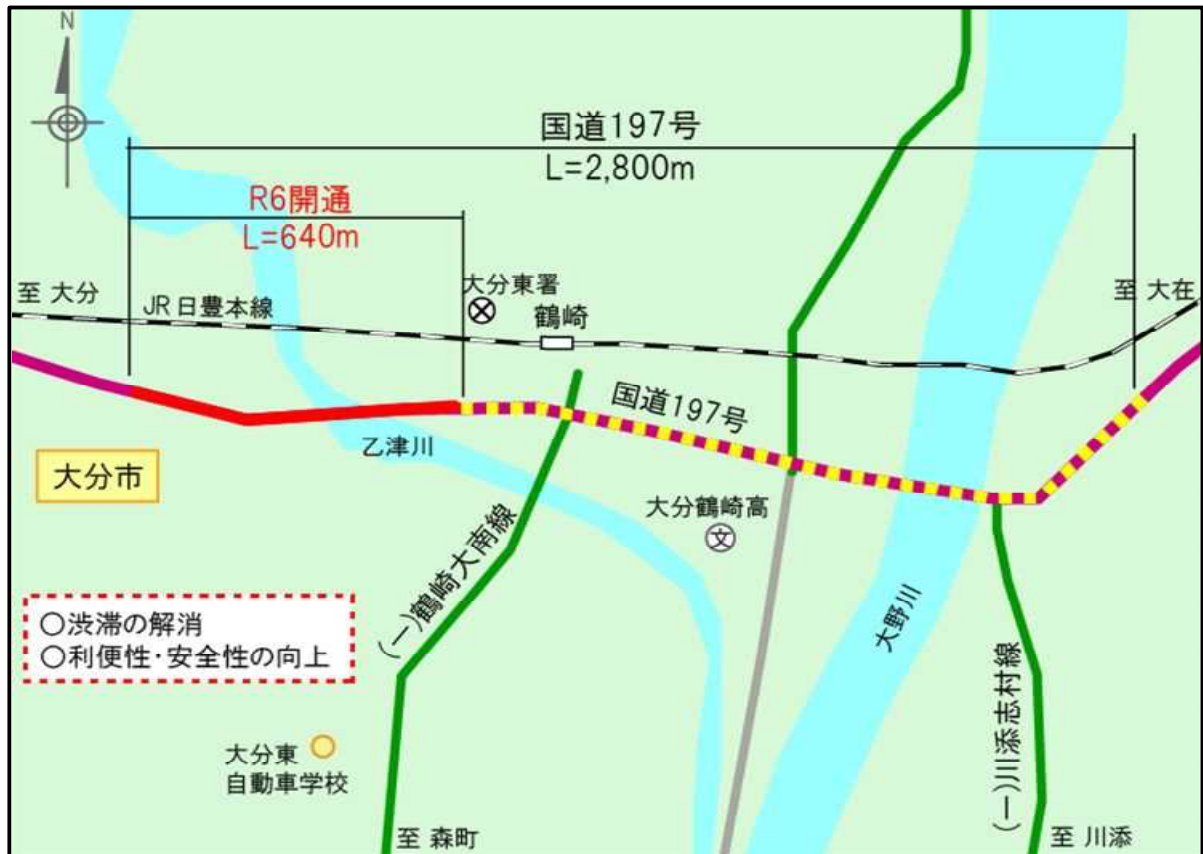 N
国道197号
L=2,800m
R6開通
L=640m
大分東署
至 大分
JR日豊本線
鶴崎
至 大在
国道197号
乙津川
大分市
大分鶴崎高
文
(一)鶴崎大南線
大野川
○渋滞の解消
○利便性・安全性の向上
(一)川添志村線
大分東
自動車学校
至 森町
至 川添